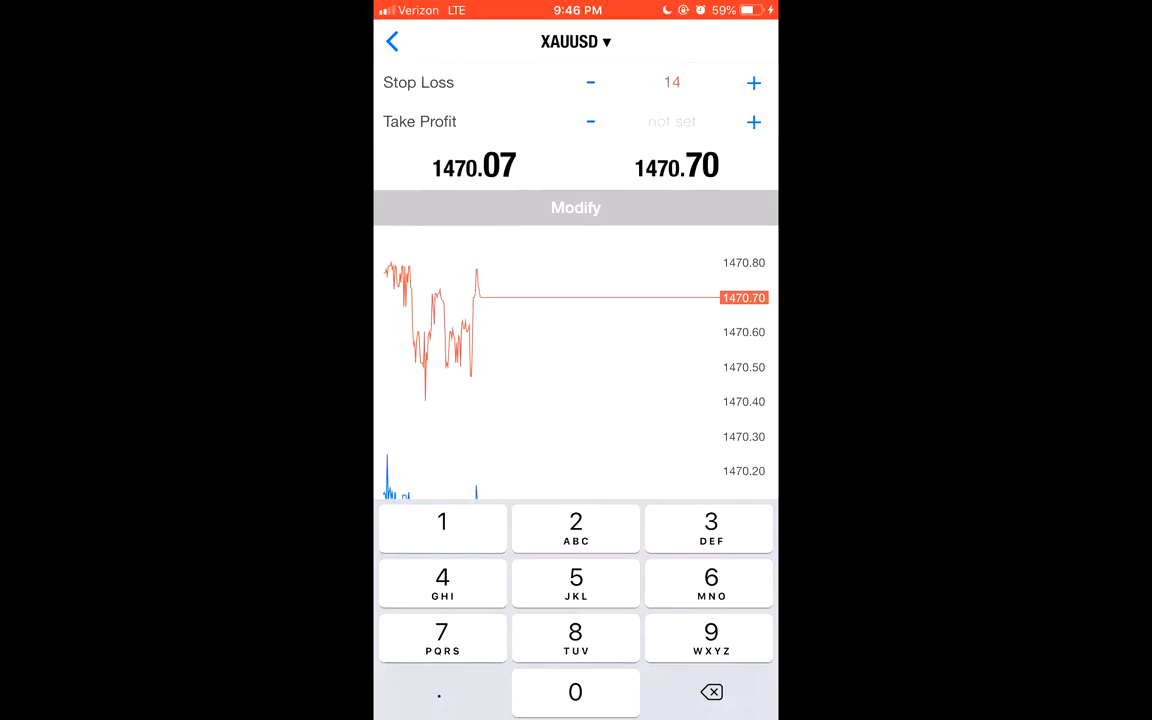 Verizon LTE 9:46 PM 59%
XAUUSD ▾
Stop Loss - 14 +
Take Profit - not set +
1470.07 1470.70
Modify
1470.80
1470.70
1470.60
1470.50
1470.40
1470.30
1470.20
1 2 3
ABC DEF
4 5 6
GHI JKL MNO
7 8 9
PQRS TUV WXYZ
. 0